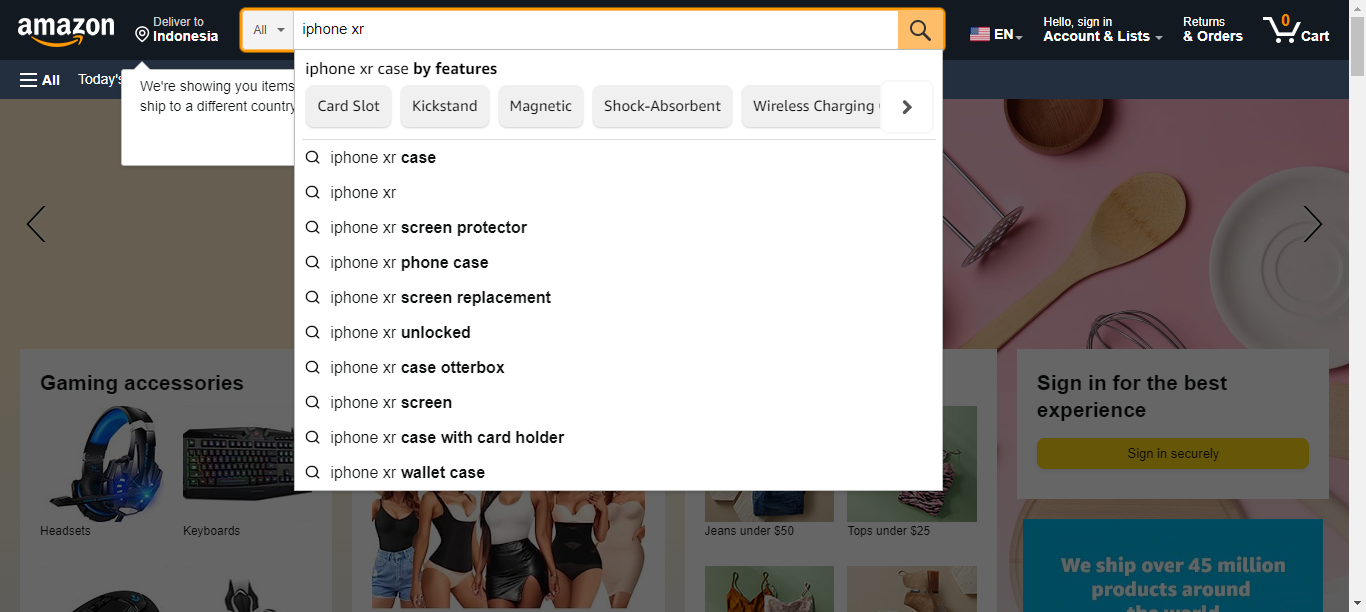 amazon
Deliver to
Indonesia
All
iphone xr
EN
Hello, sign in
Account & Lists
Returns
& Orders
0
Cart
All
Today's
We're showing you items
ship to a different country
iphone xr case by features
Card Slot
Kickstand
Magnetic
Shock-Absorbent
Wireless Charging
iphone xr case
iphone xr
iphone xr screen protector
iphone xr phone case
iphone xr screen replacement
iphone xr unlocked
iphone xr case otterbox
iphone xr screen
iphone xr case with card holder
iphone xr wallet case
Gaming accessories
Headsets
Keyboards
Jeans under $50
Tops under $25
Sign in for the best
experience
Sign in securely
We ship over 45 million
products around
the world